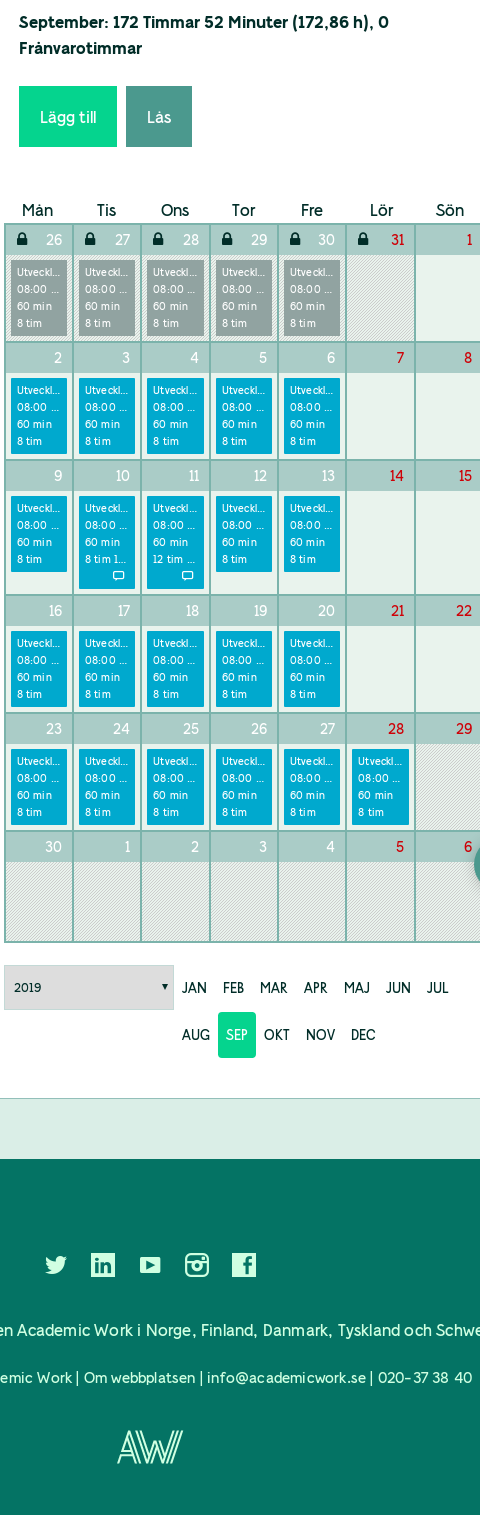 September: 172 Timmar 52 Minuter (172,86 h), 0
Frånvarotimmar
Lägg till Lås
Mån Tis Ons Tor Fre Lör Sön
26 27 28 29 30 31 1
Utveckl... Utveckl... Utveckl... Utveckl... Utveckl...
08:00 ... 08:00 ... 08:00 ... 08:00 ... 08:00 ...
60 min 60 min 60 min 60 min 60 min
8 tim 8 tim 8 tim 8 tim 8 tim
2 3 4 5 6 7 8
Utveckl... Utveckl... Utveckl... Utveckl... Utveckl...
08:00 ... 08:00 ... 08:00 ... 08:00 ... 08:00 ...
60 min 60 min 60 min 60 min 60 min
8 tim 8 tim 8 tim 8 tim 8 tim
9 10 11 12 13 14 15
Utveckl... Utveckl... Utveckl... Utveckl... Utveckl...
08:00 ... 08:00 ... 08:00 ... 08:00 ... 08:00 ...
60 min 60 min 60 min 60 min 60 min
8 tim 8 tim 1... 12 tim ... 8 tim 8 tim
16 17 18 19 20 21 22
Utveckl... Utveckl... Utveckl... Utveckl... Utveckl...
08:00 ... 08:00 ... 08:00 ... 08:00 ... 08:00 ...
60 min 60 min 60 min 60 min 60 min
8 tim 8 tim 8 tim 8 tim 8 tim
23 24 25 26 27 28 29
Utveckl... Utveckl... Utveckl... Utveckl... Utveckl... Utveckl...
08:00 ... 08:00 ... 08:00 ... 08:00 ... 08:00 ... 08:00 ...
60 min 60 min 60 min 60 min 60 min 60 min
8 tim 8 tim 8 tim 8 tim 8 tim 8 tim
30 1 2 3 4 5 6
2019 JAN FEB MAR APR MAJ JUN JUL
AUG SEP OKT NOV DEC
en Academic Work i Norge, Finland, Danmark, Tyskland och Schwe
emic Work | Om webbplatsen | info@academicwork.se | 020-37 38 40
AW